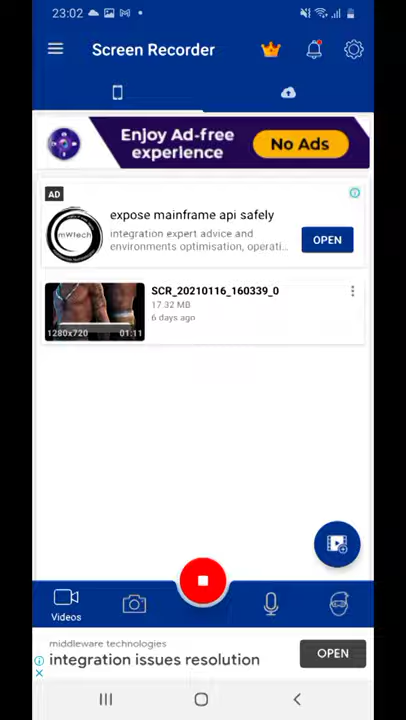 23:02
Screen Recorder
Enjoy Ad-free
experience
No Ads
AD
mWtech
expose mainframe api safely
integration expert advice and
environments optimisation, operati...
OPEN
SCR_20210116_160339_0
17.32 MB
6 days ago
1280x720 01:11
Videos
middleware technologies
integration issues resolution
OPEN